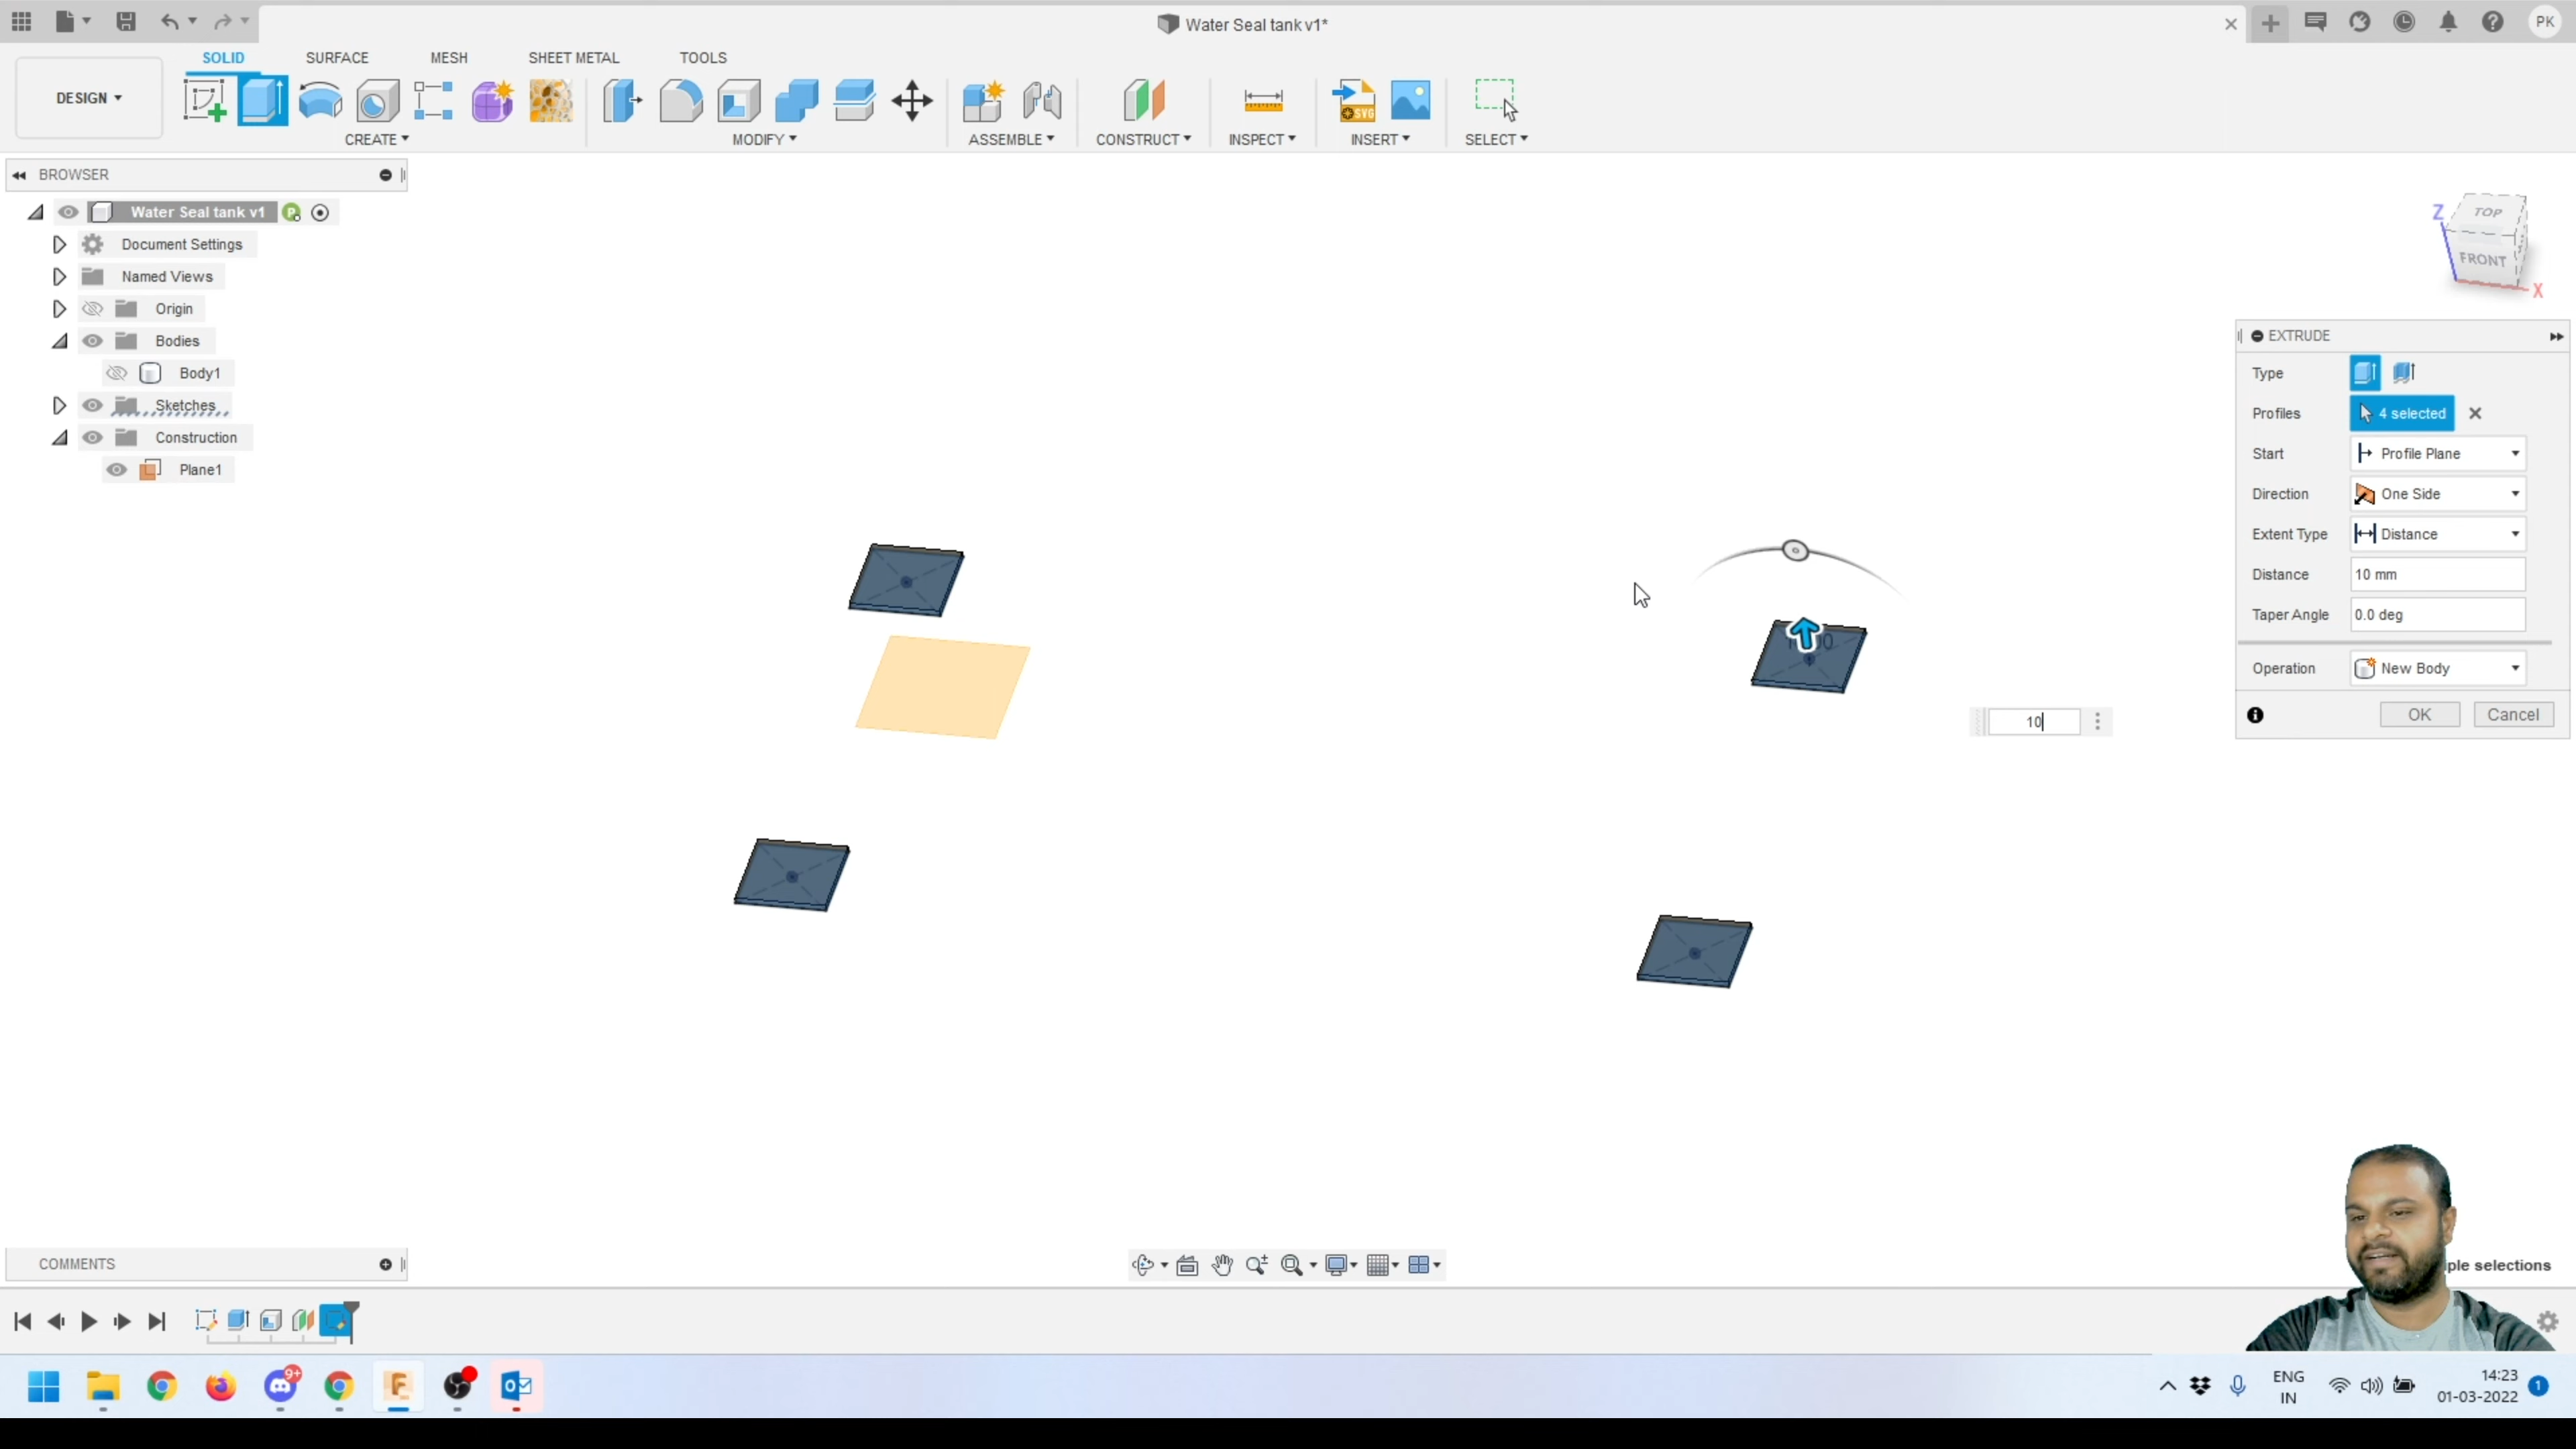 Water Seal tank v1*
PK
SOLID
SURFACE
MESH
SHEET METAL
TOOLS
DESIGN
SVG
CREATE
MODIFY
ASSEMBLE
CONSTRUCT
INSPECT
INSERT
SELECT
BROWSER
Water Seal tank v1
P
Document Settings
Named Views
Origin
Bodies
Body1
Sketches
Construction
Plane1
Z
TOP
FRONT
X
EXTRUDE
Type
Profiles
4 selected
Start
Profile Plane
Direction
One Side
Extent Type
Distance
Distance
10 mm
Taper Angle
0.0 deg
Operation
New Body
OK
Cancel
10
COMMENTS
ple selections
9+
ENG
IN
14:23
01-03-2022
1